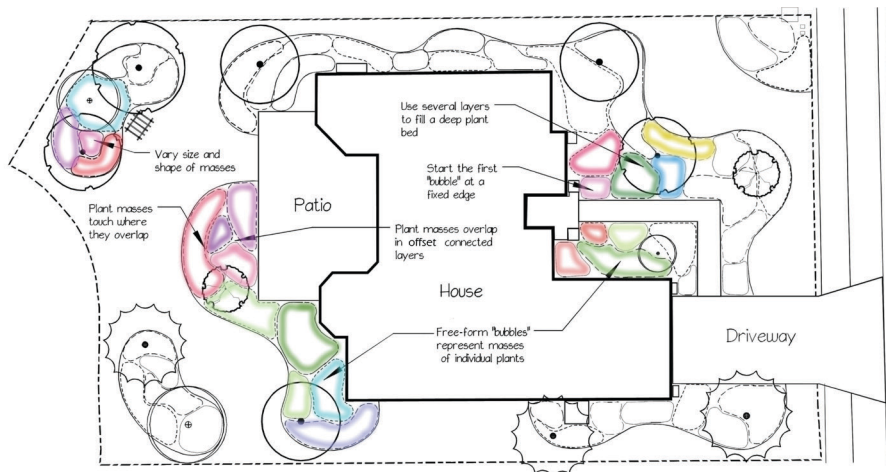 Use several layers
to fill a deep plant
bed
Vary size and
shape of masses
Start the first
"bubble" at a
fixed edge
Plant masses
touch where
they overlap
Patio
Plant masses overlap
in offset connected
layers
House
Free-form "bubbles"
represent masses
of individual plants
Driveway